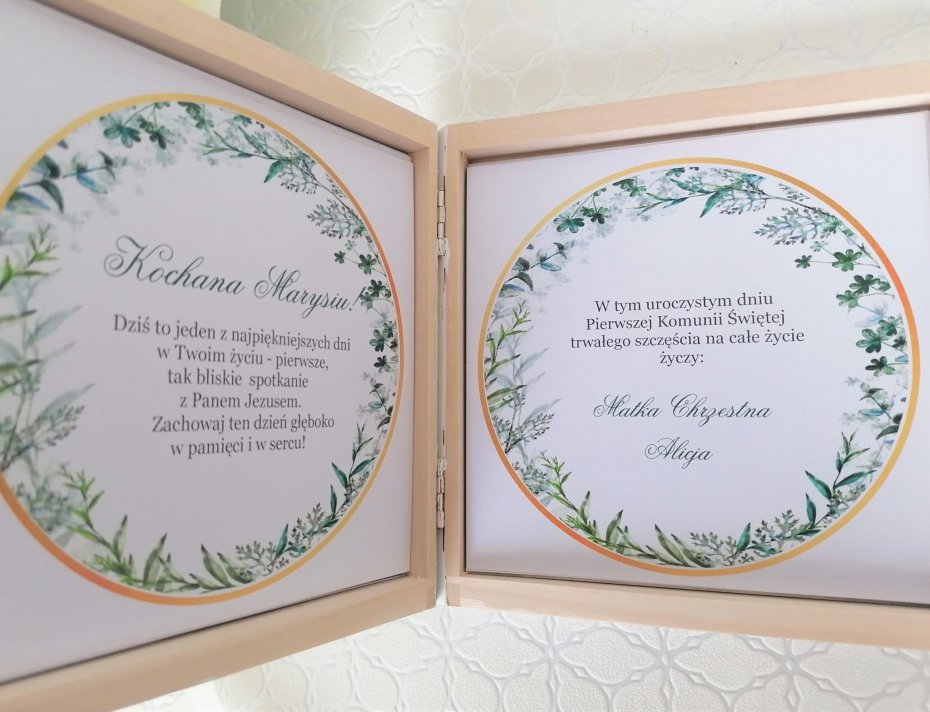 Kochana Marysiu!
Dziś to jeden z najpiękniejszych dni
w Twoim życiu - pierwsze,
tak bliskie spotkanie
z Panem Jezusem.
Zachowaj ten dzień głęboko
w pamięci i w sercu!
W tym uroczystym dniu
Pierwszej Komunii Świętej
trwałego szczęścia na całe życie
życzy:
Matka Chrzestna
Alicja